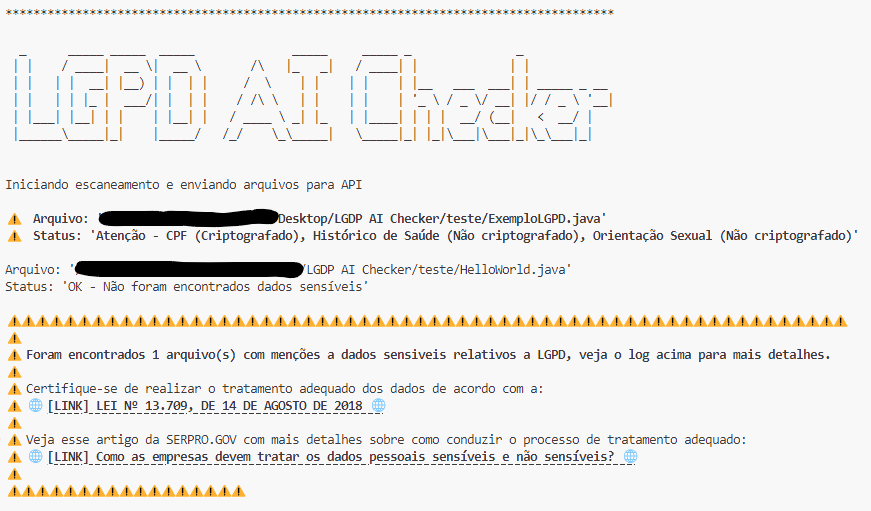 ****************************************************************************************
LGPD AI Checker
Iniciando escaneamento e enviando arquivos para API
⚠️ Arquivo: ' Desktop/LGDP AI Checker/teste/ExemploLGPD.java'
⚠️ Status: 'Atenção - CPF (Criptografado), Histórico de Saúde (Não criptografado), Orientação Sexual (Não criptografado)'
Arquivo: '/ /LGDP AI Checker/teste/HelloWorld.java'
Status: 'OK - Não foram encontrados dados sensíveis'
⚠️ Foram encontrados 1 arquivo(s) com menções a dados sensiveis relativos a LGPD, veja o log acima para mais detalhes.
⚠️ Certifique-se de realizar o tratamento adequado dos dados de acordo com a:
⚠️ 🌐 [LINK] LEI Nº 13.709, DE 14 DE AGOSTO DE 2018 🌐
⚠️ Veja esse artigo da SERPRO.GOV com mais detalhes sobre como conduzir o processo de tratamento adequado:
⚠️ 🌐 [LINK] Como as empresas devem tratar os dados pessoais sensíveis e não sensíveis? 🌐